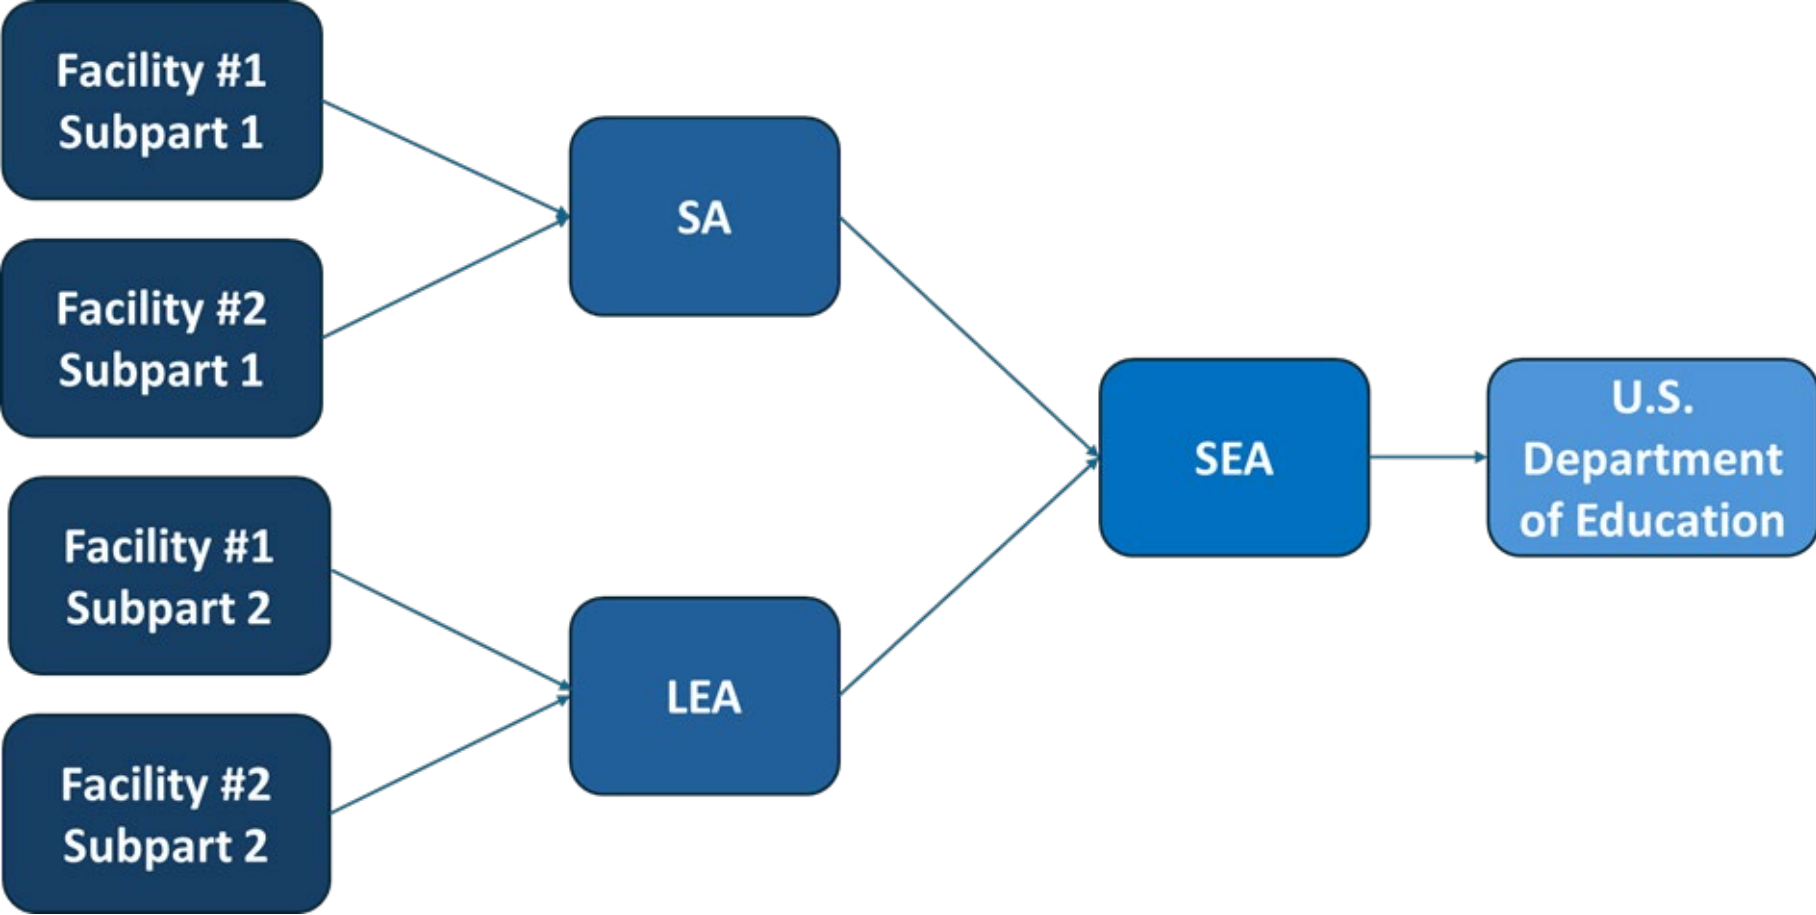 Facility #1
Subpart 1
Facility #2
Subpart 1
Facility #1
Subpart 2
Facility #2
Subpart 2
SA
LEA
SEA
U.S.
Department
of Education